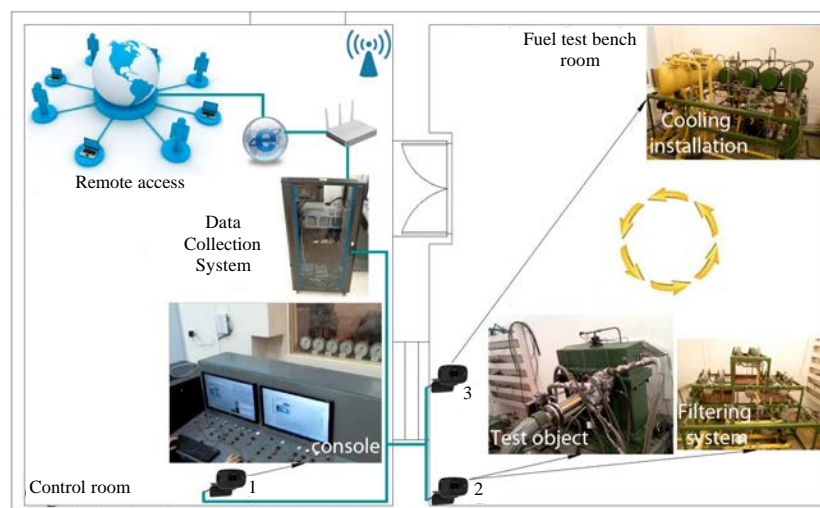 Fuel test bench
room
Cooling
installation
Remote access
Data
Collection
System
3
console
Test object
Filtering
system
Control room
1
2